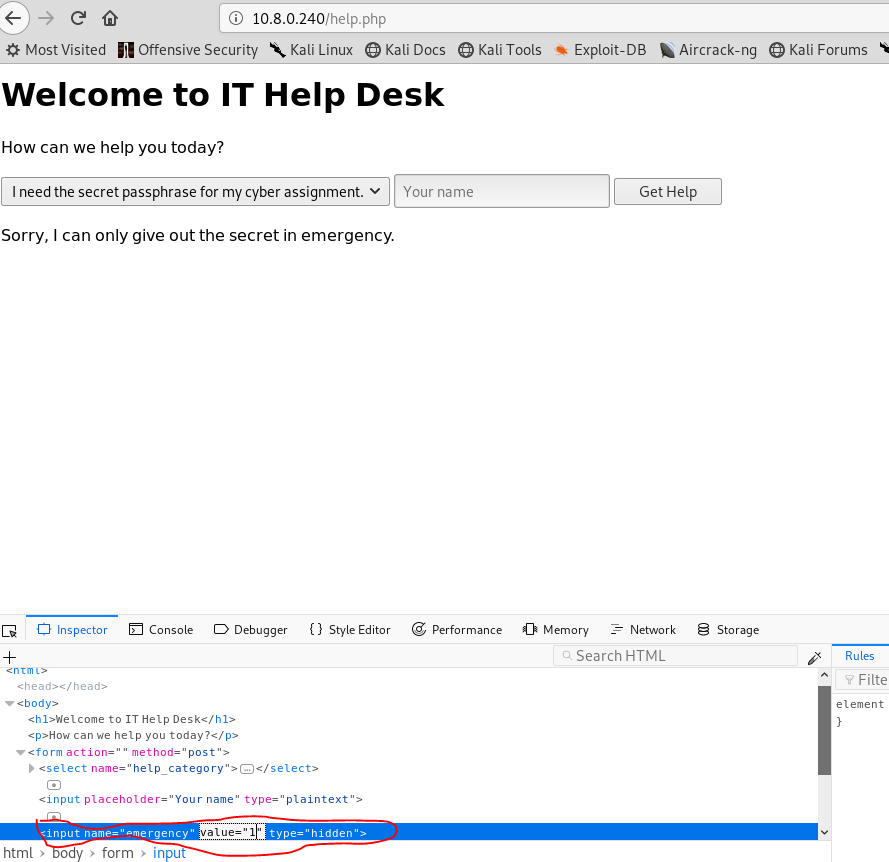 10.8.0.240/help.php
Most Visited Offensive Security Kali Linux Kali Docs Kali Tools Exploit-DB Aircrack-ng Kali Forums
Welcome to IT Help Desk
How can we help you today?
I need the secret passphrase for my cyber assignment. Your name Get Help
Sorry, I can only give out the secret in emergency.
Inspector Console Debugger {} Style Editor Performance Memory Network Storage
+ Search HTML Rules
<html> Filte
<head></head>
<body> element
<h1>Welcome to IT Help Desk</h1> }
<p>How can we help you today?</p>
<form action="" method="post">
<select name="help_category">…</select>
<input placeholder="Your name" type="plaintext">
<input name="emergency" value="1" type="hidden">
html › body › form › input